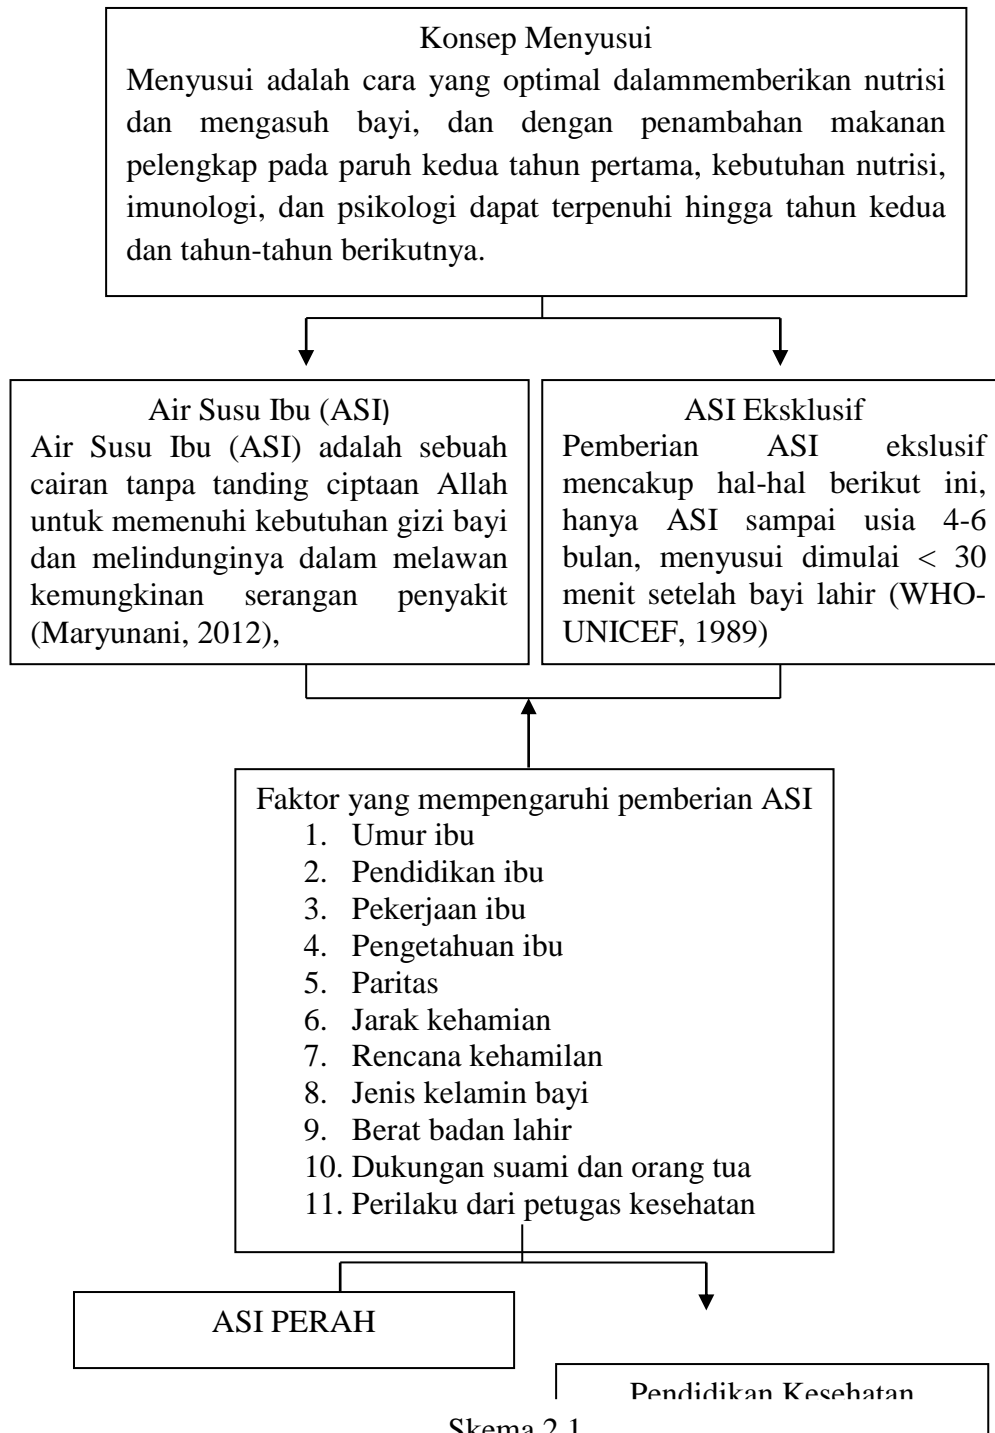 Konsep Menyusui
Menyusui adalah cara yang optimal dalammemberikan nutrisi
dan mengasuh bayi, dan dengan penambahan makanan
pelengkap pada paruh kedua tahun pertama, kebutuhan nutrisi,
imunologi, dan psikologi dapat terpenuhi hingga tahun kedua
dan tahun-tahun berikutnya.
Air Susu Ibu (ASI)
Air Susu Ibu (ASI) adalah sebuah
cairan tanpa tanding ciptaan Allah
untuk memenuhi kebutuhan gizi bayi
dan melindunginya dalam melawan
kemungkinan serangan penyakit
(Maryunani, 2012),
ASI Eksklusif
Pemberian ASI ekslusif
mencakup hal-hal berikut ini,
hanya ASI sampai usia 4-6
bulan, menyusui dimulai < 30
menit setelah bayi lahir (WHO-
UNICEF, 1989)
Faktor yang mempengaruhi pemberian ASI
1. Umur ibu
2. Pendidikan ibu
3. Pekerjaan ibu
4. Pengetahuan ibu
5. Paritas
6. Jarak kehamian
7. Rencana kehamilan
8. Jenis kelamin bayi
9. Berat badan lahir
10. Dukungan suami dan orang tua
11. Perilaku dari petugas kesehatan
ASI PERAH
Pendidikan Kesehatan
Skema 2.1